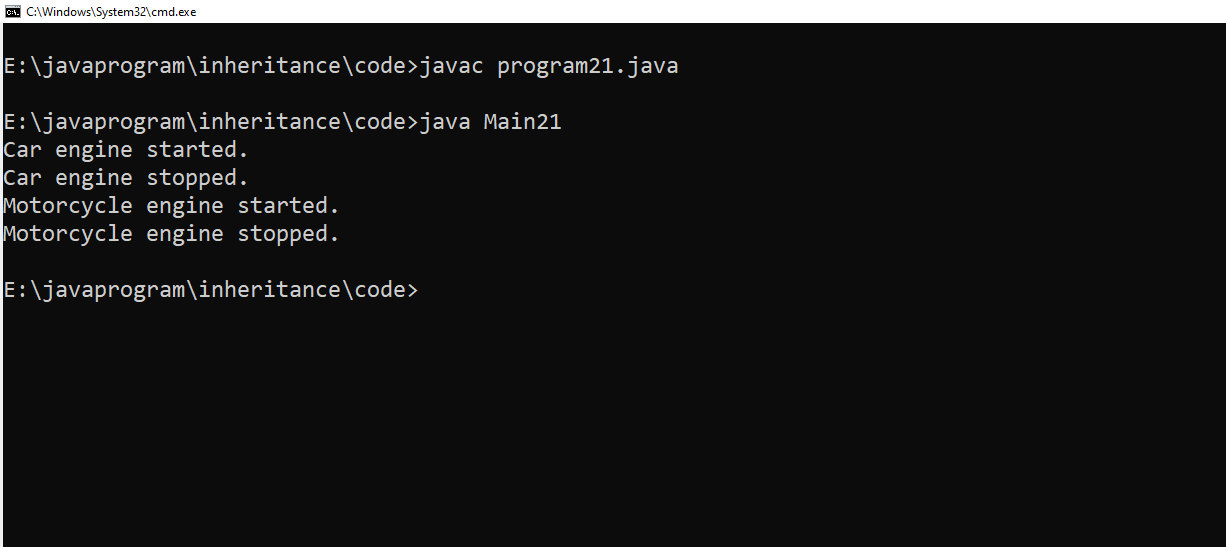 C:\Windows\System32\cmd.exe
E:\javaprogram\inheritance\code>javac program21.java
E:\javaprogram\inheritance\code>java Main21
Car engine started.
Car engine stopped.
Motorcycle engine started.
Motorcycle engine stopped.
E:\javaprogram\inheritance\code>